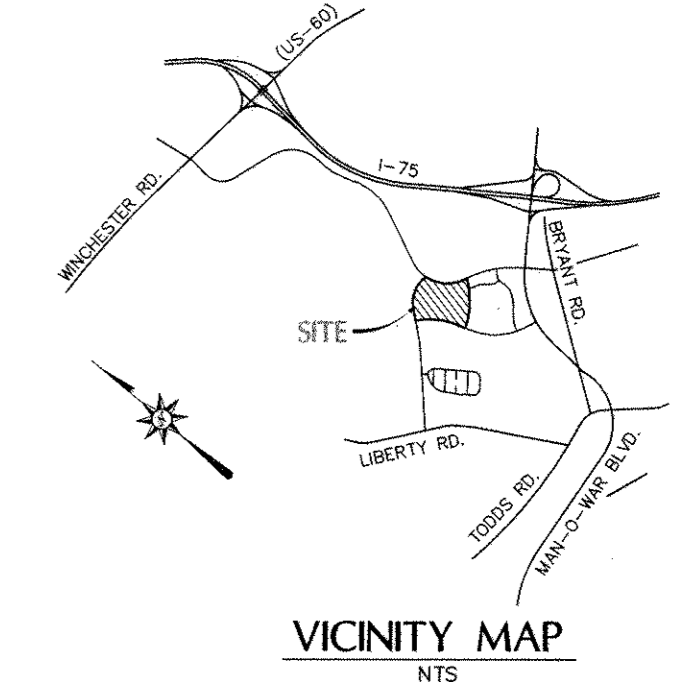 (US-60)
I-75
WINCHESTER RD.
BRYANT RD.
SITE
LIBERTY RD.
TODDS RD.
MAN-O-WAR BLVD.
VICINITY MAP
NTS